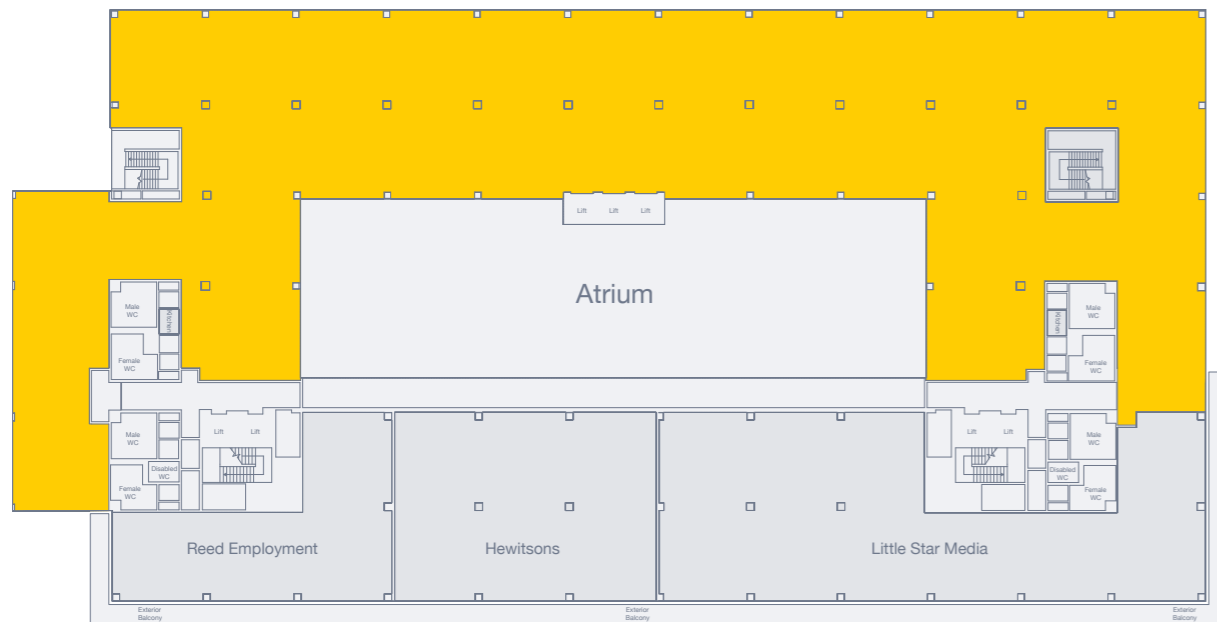 Lift Lift Lift
Atrium
Male
WC
Kitchen
Female
WC
Kitchen
Male
WC
Female
WC
Male
WC
Lift Lift
Disabled
WC
Female
WC
Lift Lift
Male
WC
Disabled
WC
Female
WC
Reed Employment
Hewitsons
Little Star Media
Exterior
Balcony
Exterior
Balcony
Exterior
Balcony